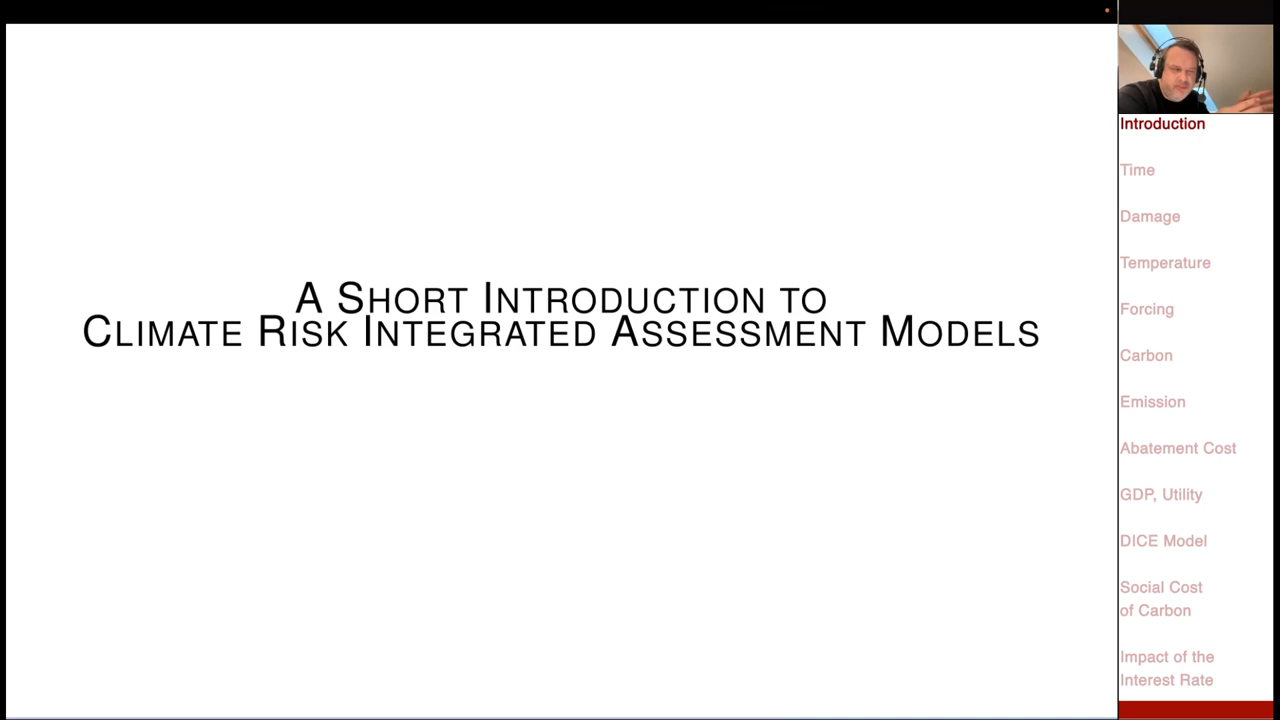 A SHORT INTRODUCTION TO
CLIMATE RISK INTEGRATED ASSESSMENT MODELS
Introduction
Time
Damage
Temperature
Forcing
Carbon
Emission
Abatement Cost
GDP, Utility
DICE Model
Social Cost
of Carbon
Impact of the
Interest Rate